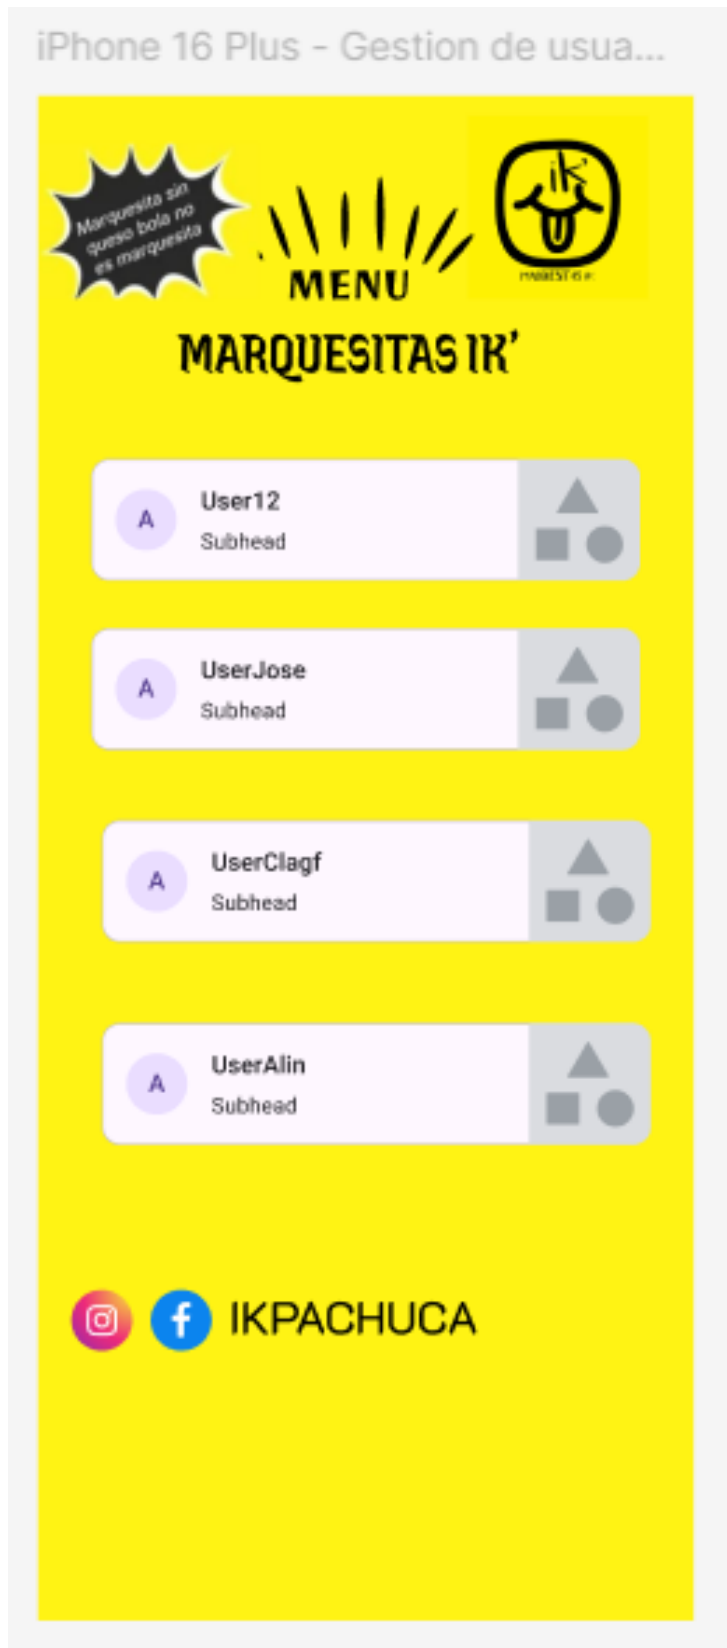 iPhone 16 Plus - Gestion de usua...
Marquesita sin
queso bola no
es marquesita
MENU
ik'
MARQUESITAS IK’
A
User12
Subhead
A
UserJose
Subhead
A
UserClagf
Subhead
A
UserAlin
Subhead
IKPACHUCA